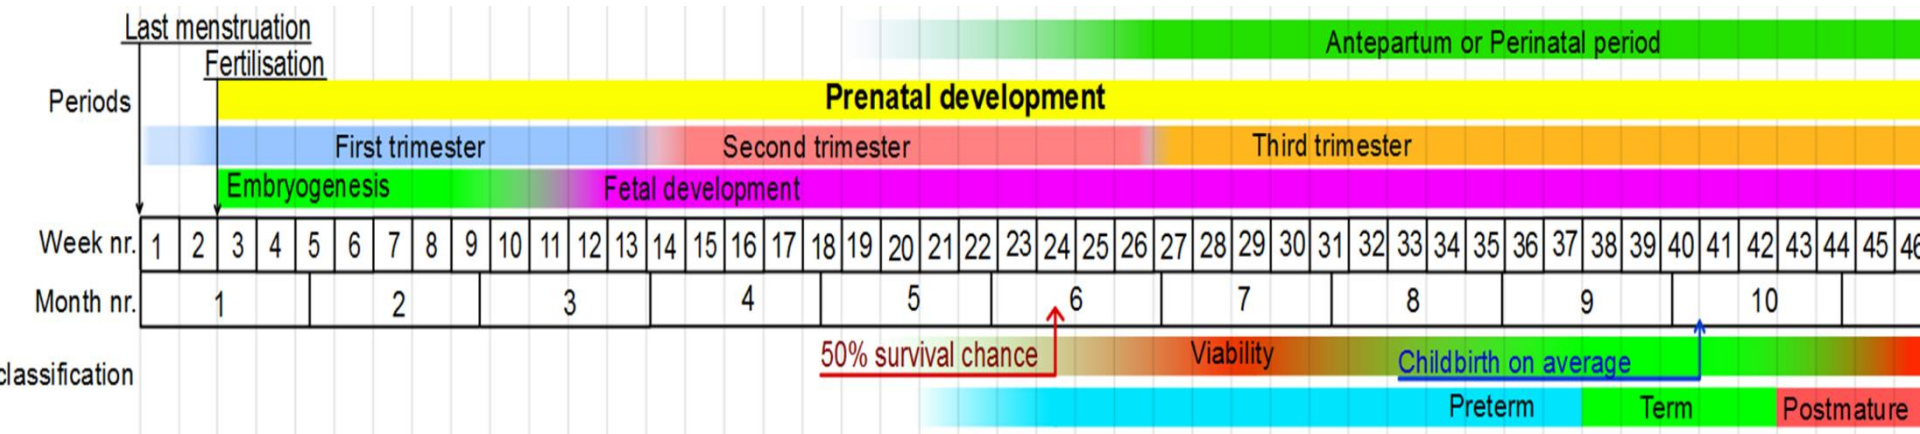 Last menstruation
Antepartum or Perinatal period
Fertilisation
Periods
Prenatal development
First trimester Second trimester Third trimester
Embryogenesis Fetal development
Week nr. 1 2 3 4 5 6 7 8 9 10 11 12 13 14 15 16 17 18 19 20 21 22 23 24 25 26 27 28 29 30 31 32 33 34 35 36 37 38 39 40 41 42 43 44 45 46
Month nr. 1 2 3 4 5 6 7 8 9 10
50% survival chance Viability Childbirth on average
classification
Preterm Term Postmature